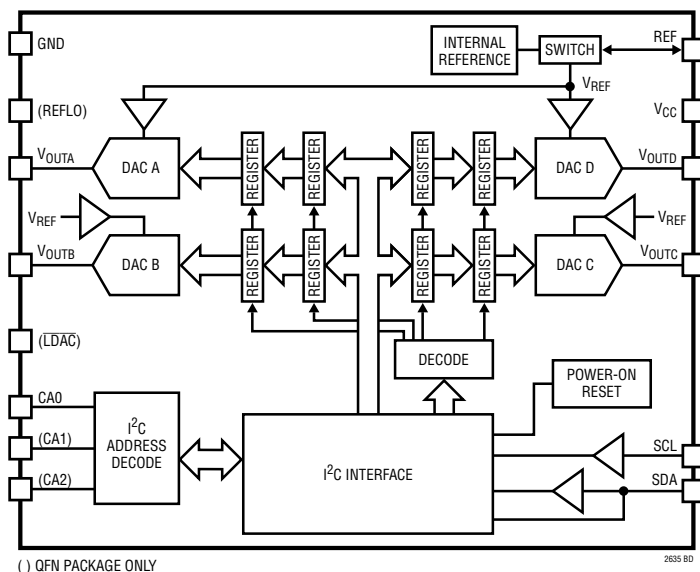 GND
INTERNAL
REFERENCE
SWITCH
REF
(REFLO)
VREF
VCC
VOUTA
DAC A
REGISTER
REGISTER
REGISTER
REGISTER
DAC D
VOUTD
VREF
VREF
VOUTB
DAC B
REGISTER
REGISTER
REGISTER
REGISTER
DAC C
VOUTC
(L̅D̅A̅C̅)
DECODE
POWER-ON
RESET
CA0
(CA1)
(CA2)
I²C
ADDRESS
DECODE
I²C INTERFACE
SCL
SDA
( ) QFN PACKAGE ONLY
2635 BD